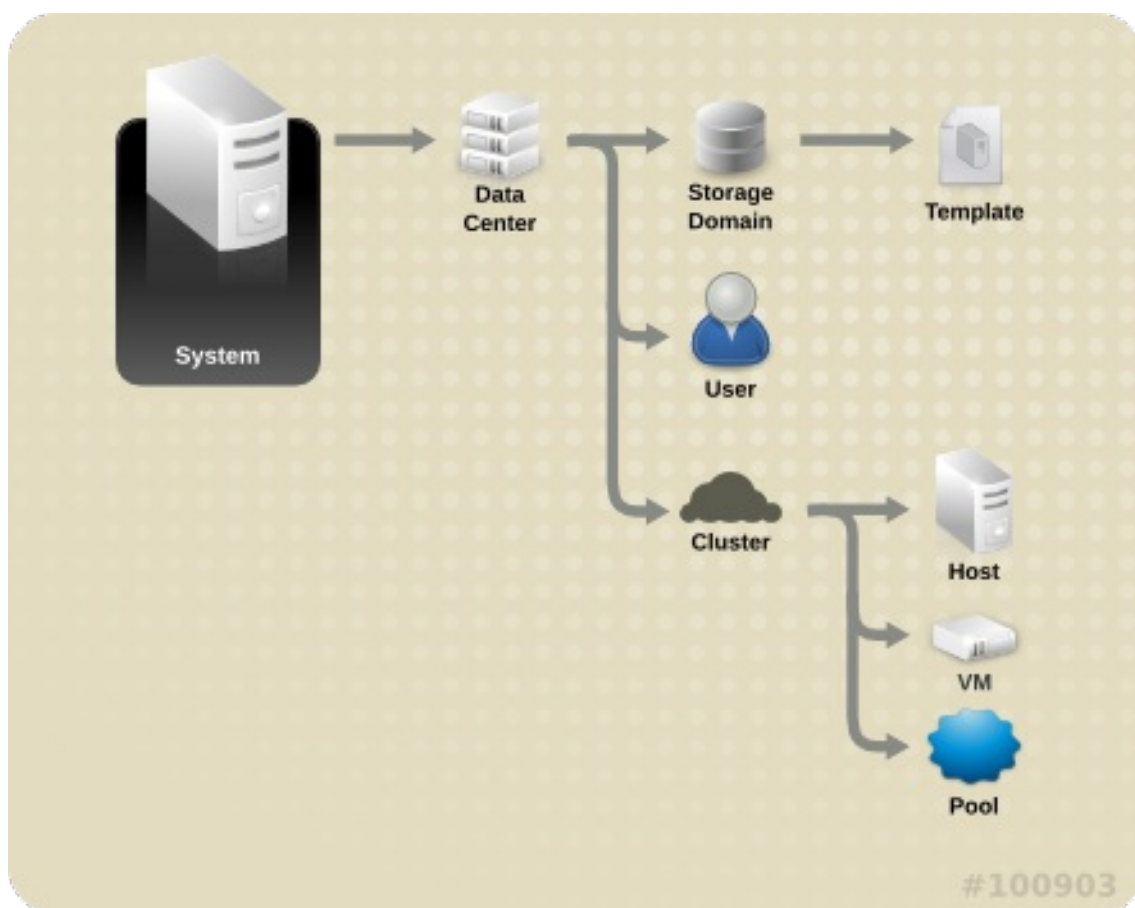 System
Data
Center
Storage
Domain
Template
User
Cluster
Host
VM
Pool
#100903